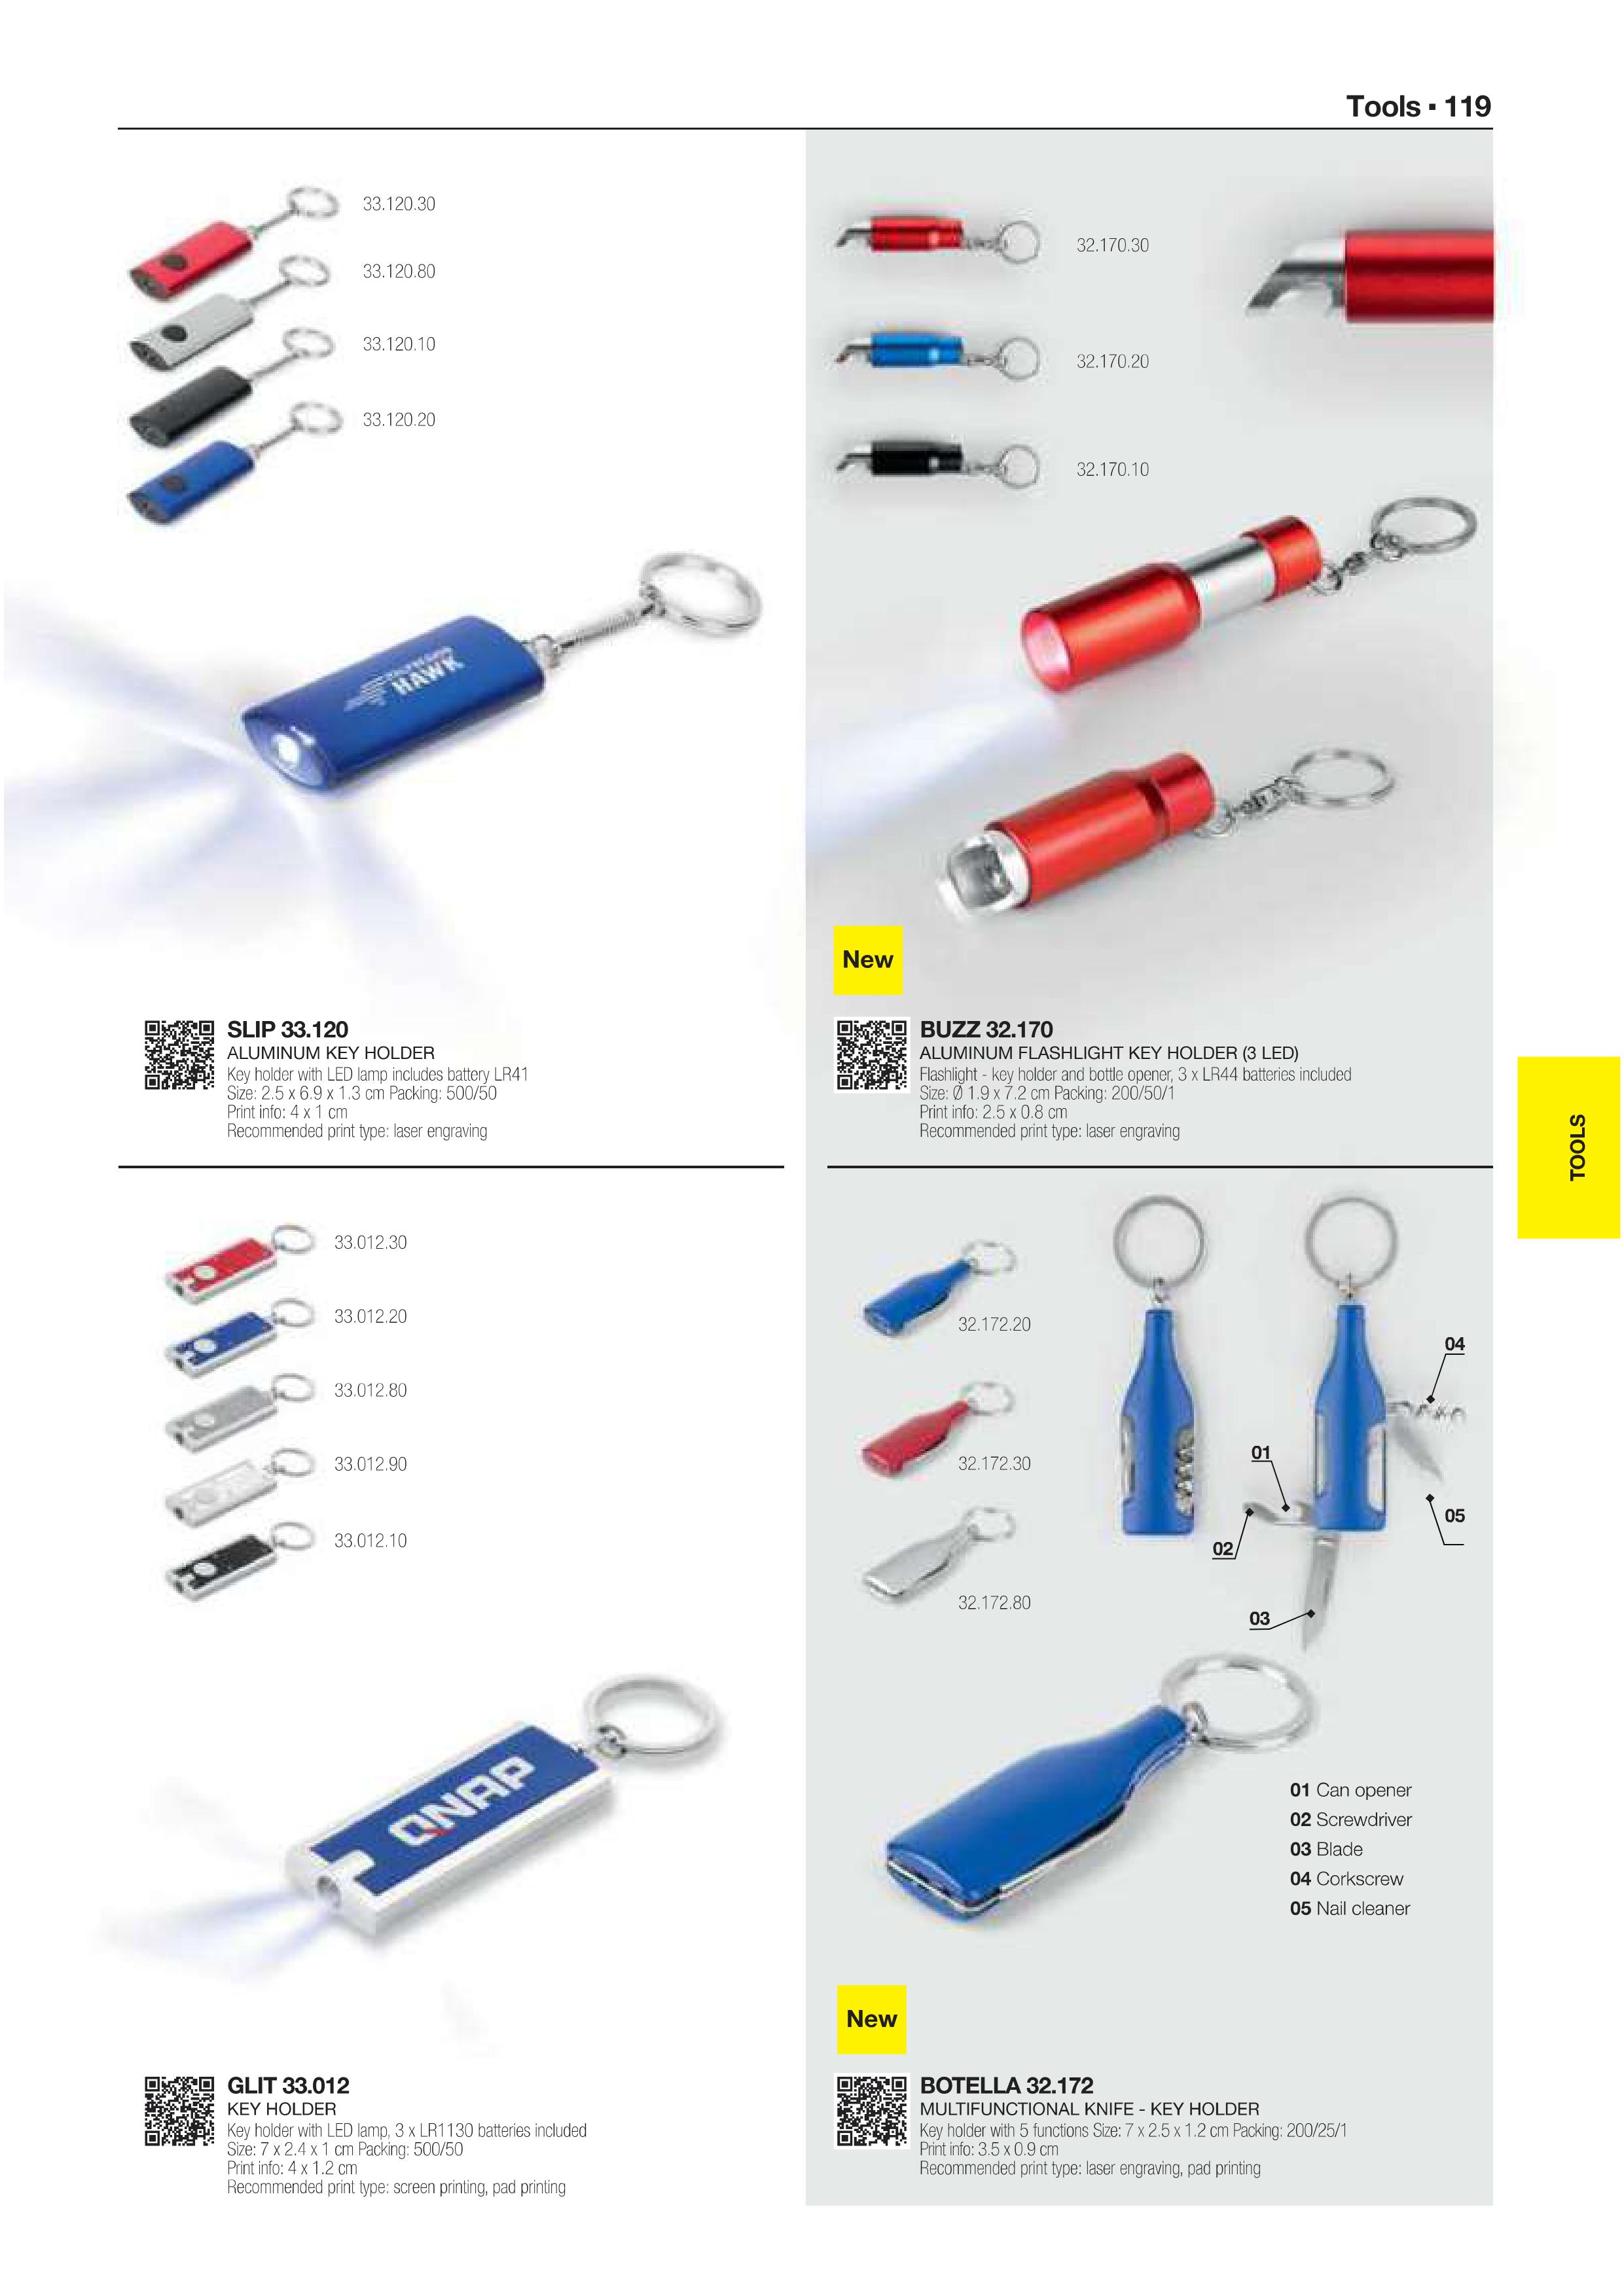 Tools ▪ 119
33.120.30
33.120.80
33.120.10
33.120.20
HAWK
32.170.30
32.170.20
32.170.10
New
SLIP 33.120
ALUMINUM KEY HOLDER
Key holder with LED lamp includes battery LR41
Size: 2.5 x 6.9 x 1.3 cm Packing: 500/50
Print info: 4 x 1 cm
Recommended print type: laser engraving
BUZZ 32.170
ALUMINUM FLASHLIGHT KEY HOLDER (3 LED)
Flashlight - key holder and bottle opener, 3 x LR44 batteries included
Size: Ø 1.9 x 7.2 cm Packing: 200/50/1
Print info: 2.5 x 0.8 cm
Recommended print type: laser engraving
TOOLS
33.012.30
33.012.20
33.012.80
33.012.90
33.012.10
QNAP
32.172.20
32.172.30
32.172.80
04
01
05
02
03
01 Can opener
02 Screwdriver
03 Blade
04 Corkscrew
05 Nail cleaner
New
GLIT 33.012
KEY HOLDER
Key holder with LED lamp, 3 x LR1130 batteries included
Size: 7 x 2.4 x 1 cm Packing: 500/50
Print info: 4 x 1.2 cm
Recommended print type: screen printing, pad printing
BOTELLA 32.172
MULTIFUNCTIONAL KNIFE - KEY HOLDER
Key holder with 5 functions Size: 7 x 2.5 x 1.2 cm Packing: 200/25/1
Print info: 3.5 x 0.9 cm
Recommended print type: laser engraving, pad printing